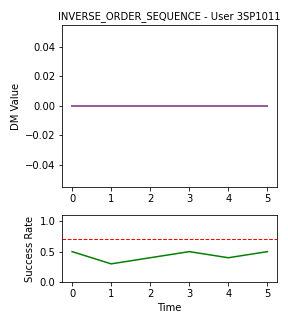 INVERSE_ORDER_SEQUENCE - User 3SP1011
DM Value
0.04
0.02
0.00
−0.02
−0.04
0 1 2 3 4 5
Success Rate
1.0
0.5
0.0
0 1 2 3 4 5
Time